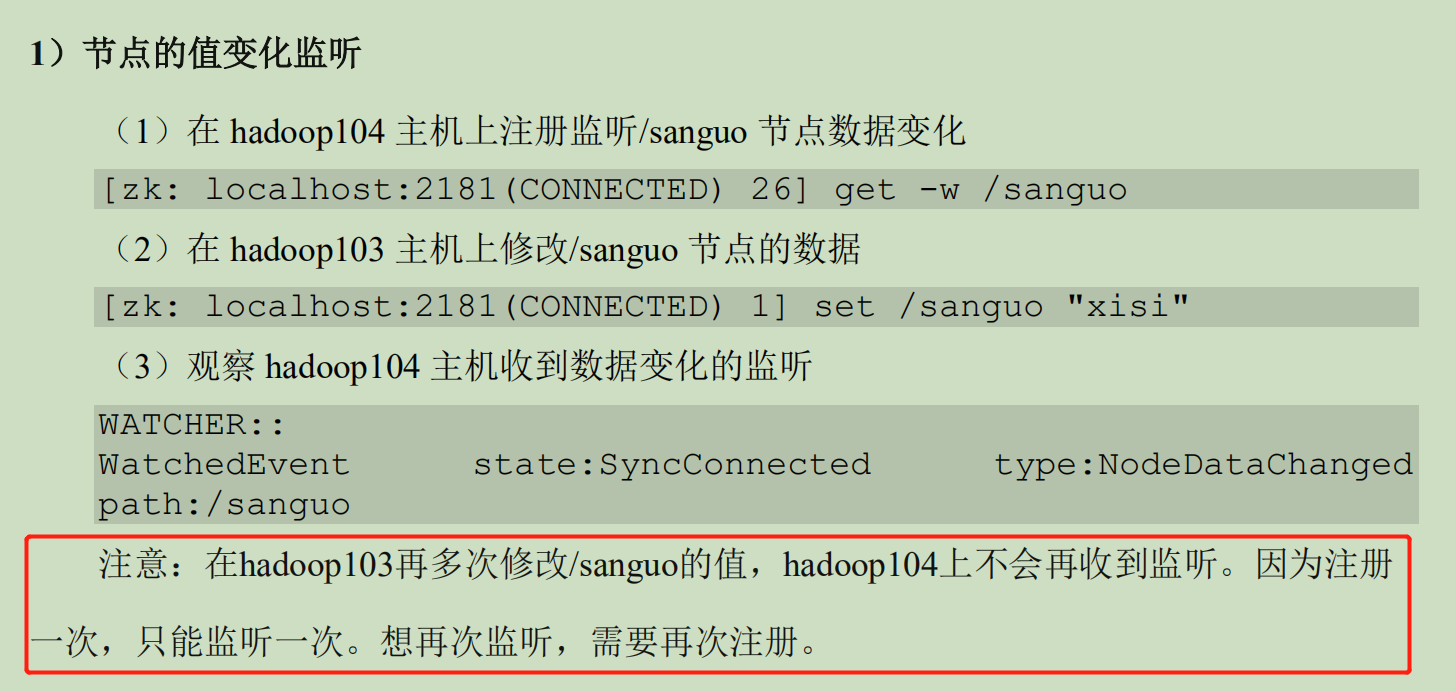 1）节点的值变化监听
（1）在 hadoop104 主机上注册监听/sanguo 节点数据变化
[zk: localhost:2181(CONNECTED) 26] get -w /sanguo
（2）在 hadoop103 主机上修改/sanguo 节点的数据
[zk: localhost:2181(CONNECTED) 1] set /sanguo "xisi"
（3）观察 hadoop104 主机收到数据变化的监听
WATCHER::
WatchedEvent state:SyncConnected type:NodeDataChanged
path:/sanguo
注意：在hadoop103再多次修改/sanguo的值，hadoop104上不会再收到监听。因为注册
一次，只能监听一次。想再次监听，需要再次注册。